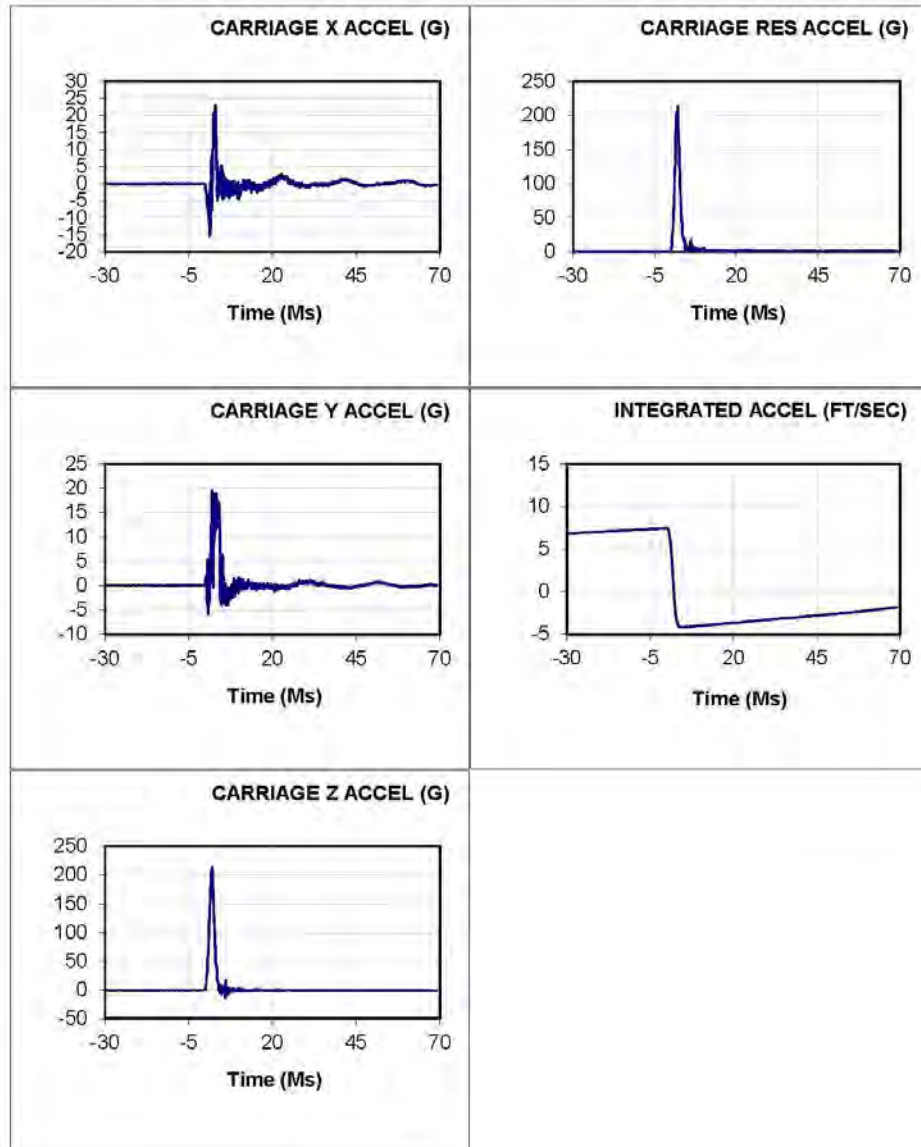 CARRIAGE X ACCEL (G)
30
25
20
15
10
5
0
-5
-10
-15
-20
-30 -5 20 45 70
Time (Ms)
CARRIAGE RES ACCEL (G)
250
200
150
100
50
0
-30 -5 20 45 70
Time (Ms)
CARRIAGE Y ACCEL (G)
25
20
15
10
5
0
-5
-10
-30 -5 20 45 70
Time (Ms)
INTEGRATED ACCEL (FT/SEC)
15
10
5
0
-5
-30 -5 20 45 70
Time (Ms)
CARRIAGE Z ACCEL (G)
250
200
150
100
50
0
-50
-30 -5 20 45 70
Time (Ms)